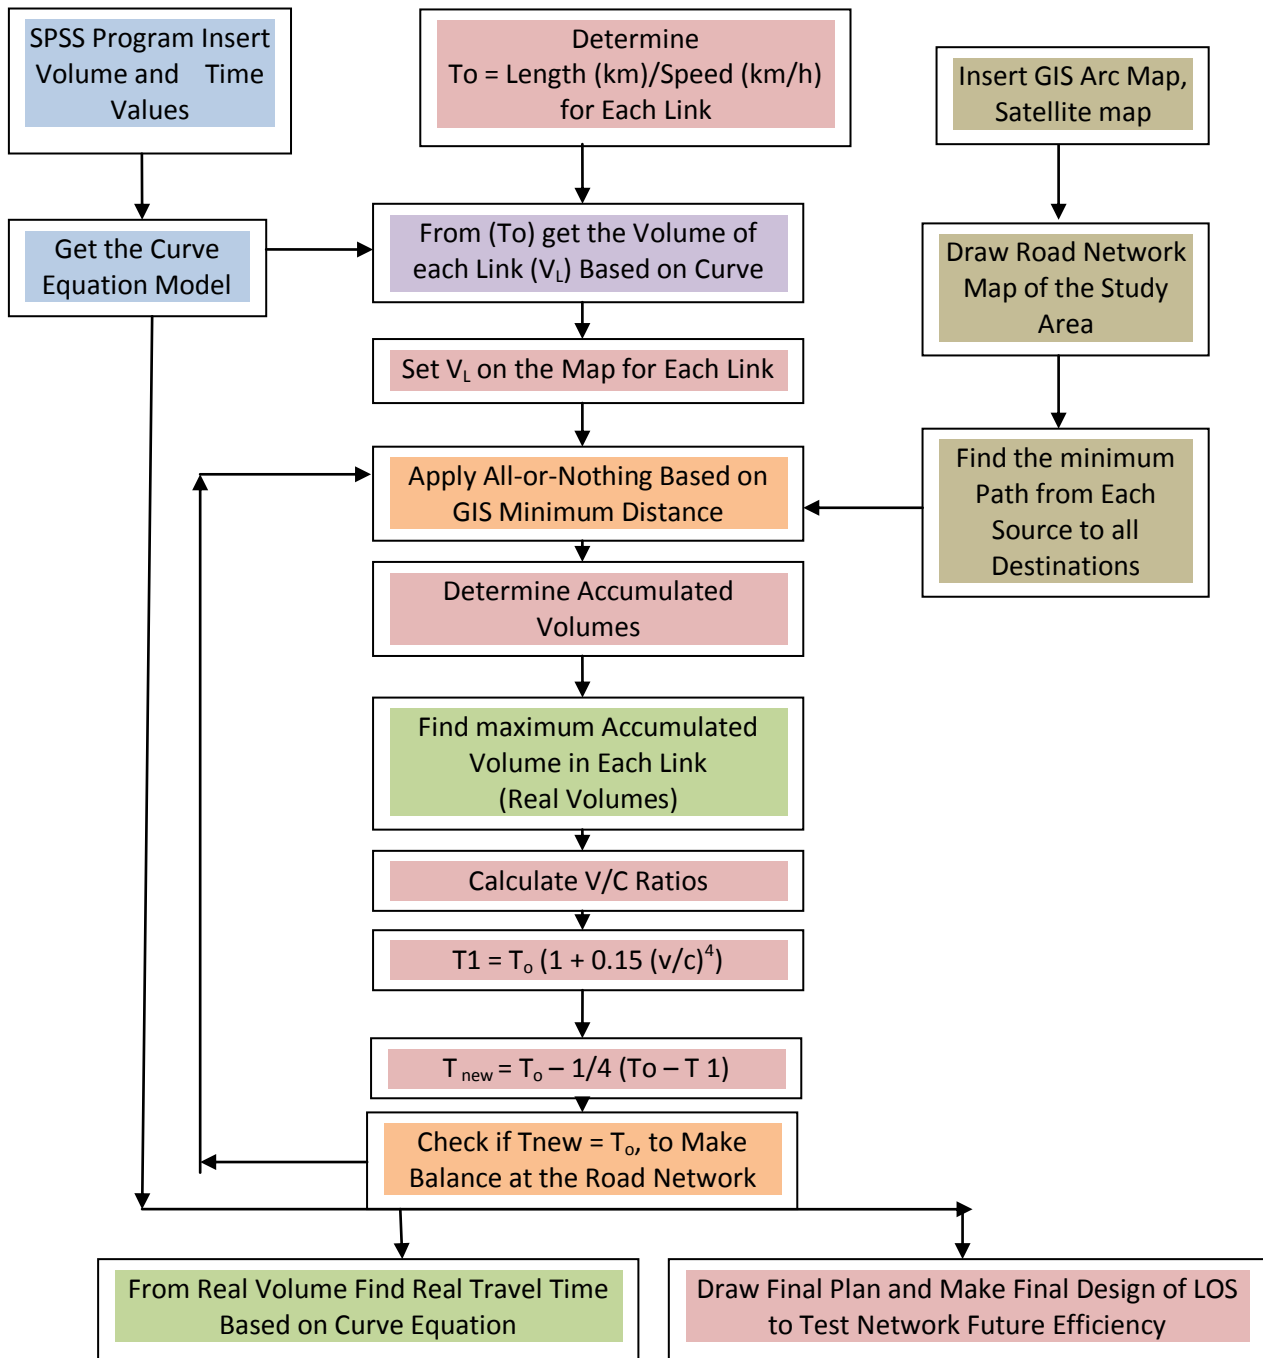 SPSS Program Insert
Volume and Time
Values
Determine
To = Length (km)/Speed (km/h)
for Each Link
Insert GIS Arc Map,
Satellite map
Get the Curve
Equation Model
From (To) get the Volume of
each Link (V_L) Based on Curve
Draw Road Network
Map of the Study
Area
Set V_L on the Map for Each Link
Apply All-or-Nothing Based on
GIS Minimum Distance
Find the minimum
Path from Each
Source to all
Destinations
Determine Accumulated
Volumes
Find maximum Accumulated
Volume in Each Link
(Real Volumes)
Calculate V/C Ratios
T1 = T_o (1 + 0.15 (v/c)^4)
T_new = T_o – 1/4 (To – T 1)
Check if Tnew = T_o, to Make
Balance at the Road Network
From Real Volume Find Real Travel Time
Based on Curve Equation
Draw Final Plan and Make Final Design of LOS
to Test Network Future Efficiency